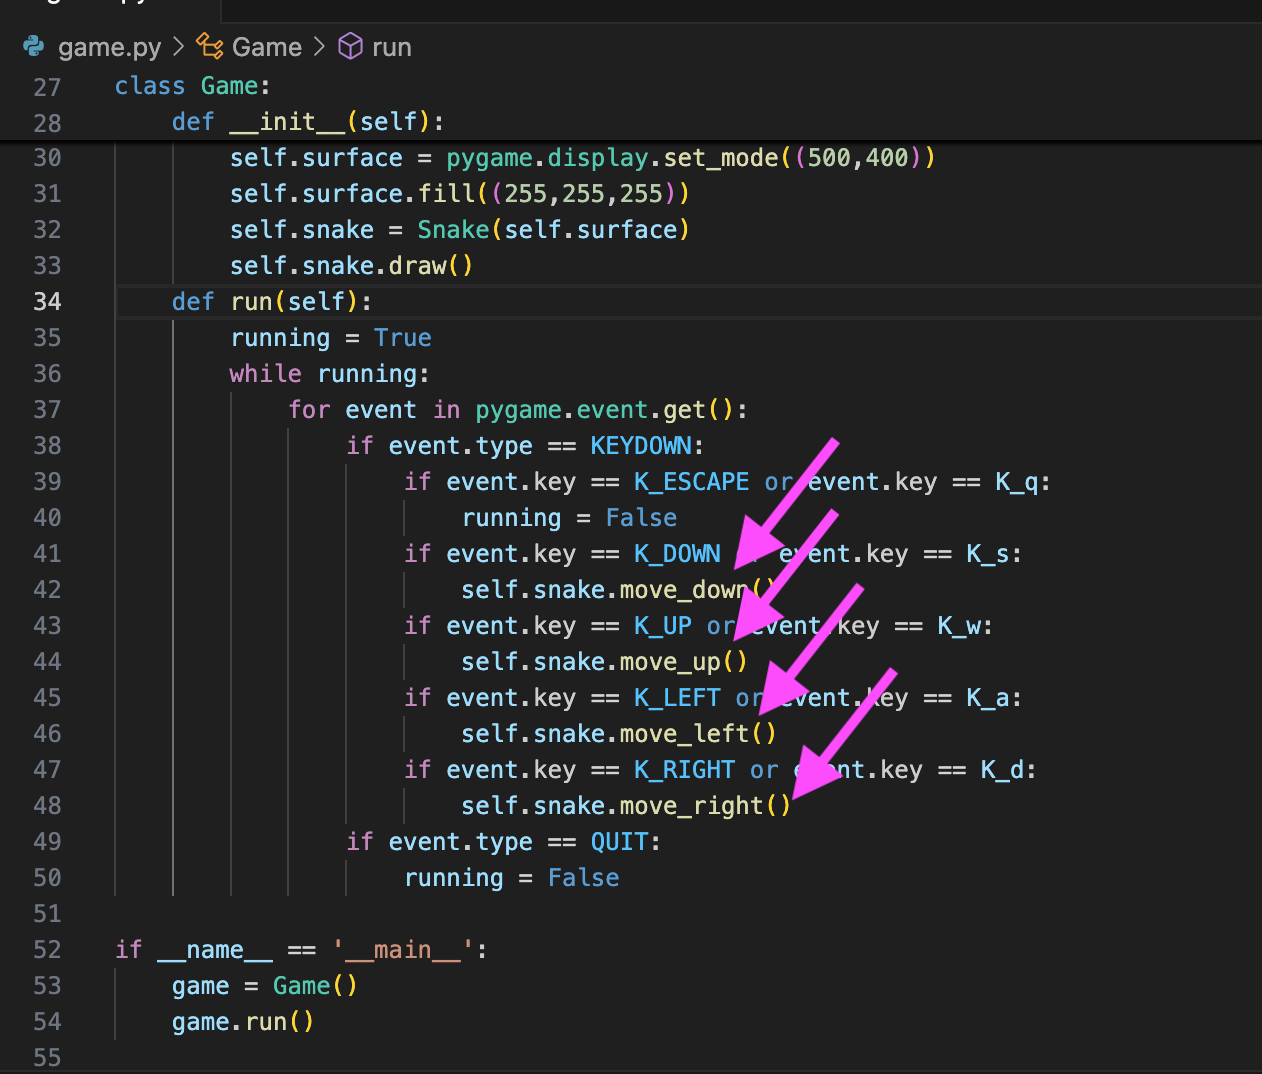 game.py > Game > run
27 class Game:
28 def __init__(self):
30 self.surface = pygame.display.set_mode((500,400))
31 self.surface.fill((255,255,255))
32 self.snake = Snake(self.surface)
33 self.snake.draw()
34 def run(self):
35 running = True
36 while running:
37 for event in pygame.event.get():
38 if event.type == KEYDOWN:
39 if event.key == K_ESCAPE or event.key == K_q:
40 running = False
41 if event.key == K_DOWN event.key == K_s:
42 self.snake.move_down()
43 if event.key == K_UP or event.key == K_w:
44 self.snake.move_up()
45 if event.key == K_LEFT or event.key == K_a:
46 self.snake.move_left()
47 if event.key == K_RIGHT or event.key == K_d:
48 self.snake.move_right()
49 if event.type == QUIT:
50 running = False
51
52 if __name__ == '__main__':
53 game = Game()
54 game.run()
55